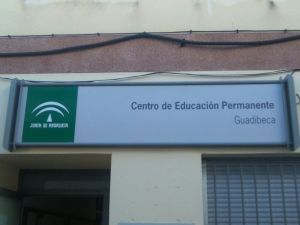 JUNTA DE ANDALUCIA
Centro de Educación Permanente
Guadibeca